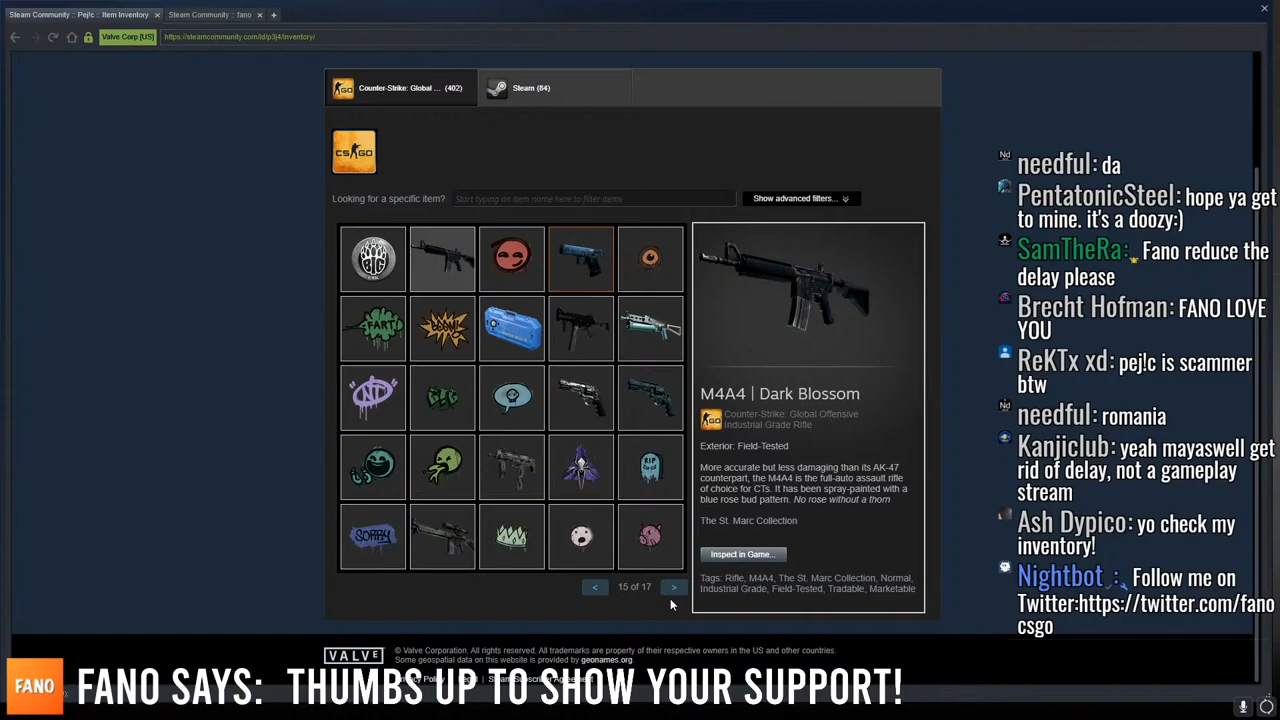 Steam Community :: Pej!c :: Item Inventory
Steam Community :: fano
Valve Corp [US]
https://steamcommunity.com/id/p3j4/inventory/
Counter-Strike: Global ... (402)
Steam (84)
CS GO
Looking for a specific item?
Start typing an item name here to filter items
Show advanced filters...
BIG
FART!
BOOM!
SORRY
RIP
M4A4 | Dark Blossom
Counter-Strike: Global Offensive
Industrial Grade Rifle
Exterior: Field-Tested
More accurate but less damaging than its AK-47
counterpart, the M4A4 is the full-auto assault rifle
of choice for CTs. It has been spray-painted with a
blue rose bud pattern. No rose without a thorn
The St. Marc Collection
Inspect in Game...
Tags: Rifle, M4A4, The St. Marc Collection, Normal,
Industrial Grade, Field-Tested, Tradable, Marketable
<
15 of 17
>
Nd needful: da
PentatonicSteel: hope ya get
to mine. it's a doozy:)
SamTheRa: Fano reduce the
delay please
Brecht Hofman: FANO LOVE
YOU
ReKTx xd: pej!c is scammer
btw
Nd needful: romania
Kanjiclub: yeah mayaswell get
rid of delay, not a gameplay
stream
Ash Dypico: yo check my
inventory!
Nightbot : Follow me on
Twitter:https://twitter.com/fano
csgo
VALVE
© Valve Corporation. All rights reserved. All trademarks are property of their respective owners in the US and other countries.
Some geospatial data on this website is provided by geonames.org.
FANO
FANO SAYS: THUMBS UP TO SHOW YOUR SUPPORT!